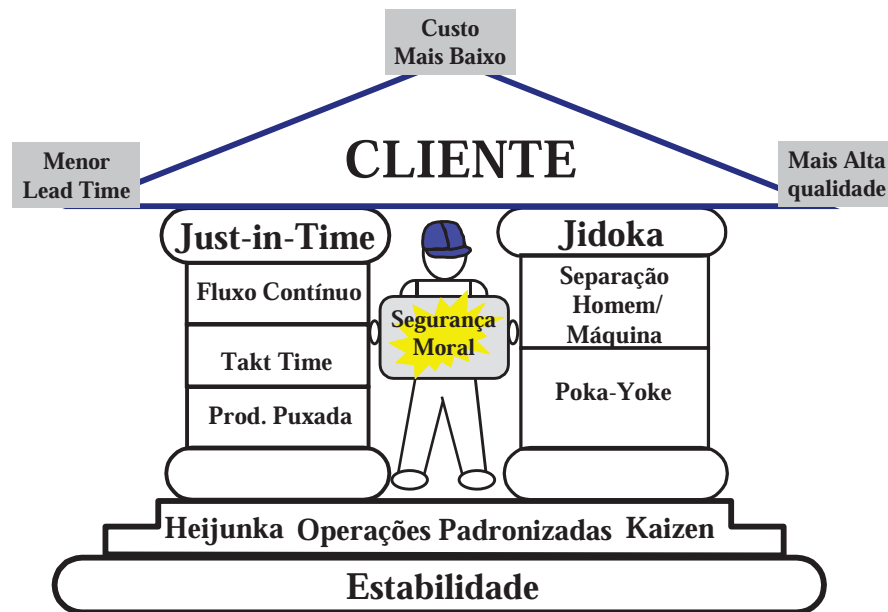 Custo
Mais Baixo
CLIENTE
Menor
Lead Time
Mais Alta
qualidade
Just-in-Time
Jidoka
Fluxo Contínuo
Takt Time
Prod. Puxada
Segurança
Moral
Separação
Homem/
Máquina
Poka-Yoke
Heijunka Operações Padronizadas Kaizen
Estabilidade